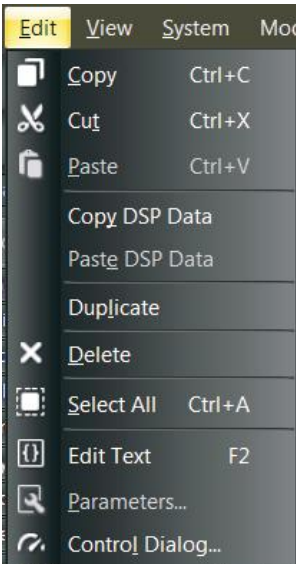 Edit View System
Copy Ctrl+C
Cut Ctrl+X
Paste Ctrl+V
Copy DSP Data
Paste DSP Data
Duplicate
Delete
Select All Ctrl+A
Edit Text F2
Parameters...
Control Dialog...